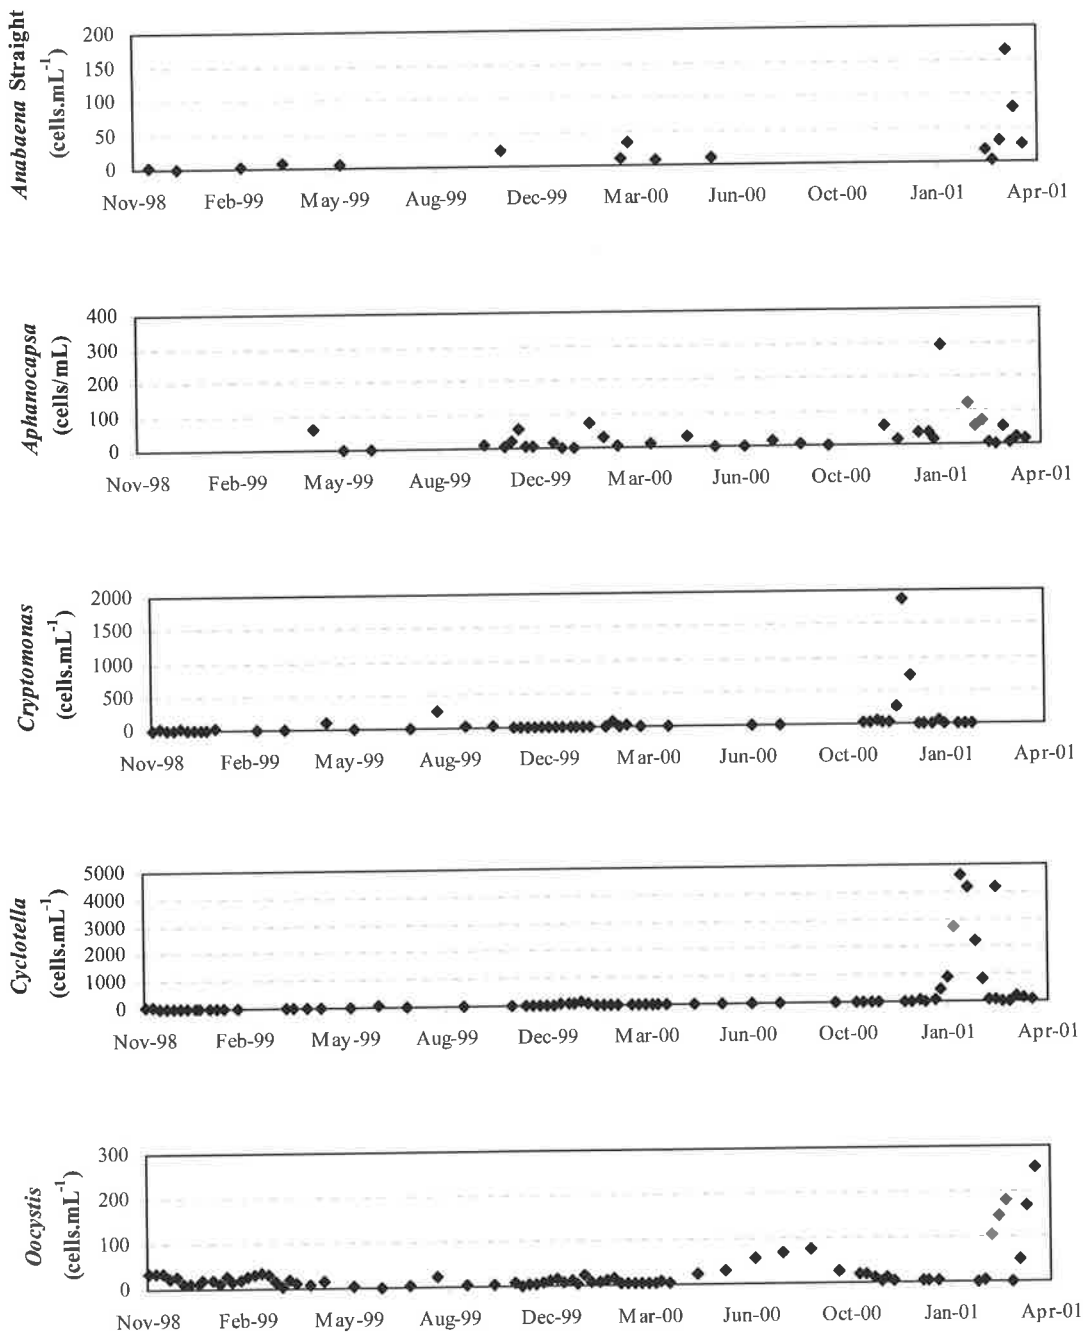 Anabaena Straight
(cells.mL⁻¹)
200
150
100
50
0
Nov-98 Feb-99 May-99 Aug-99 Dec-99 Mar-00 Jun-00 Oct-00 Jan-01 Apr-01
Aphanocapsa
(cells/mL)
400
300
200
100
0
Nov-98 Feb-99 May-99 Aug-99 Dec-99 Mar-00 Jun-00 Oct-00 Jan-01 Apr-01
Cryptomonas
(cells.mL⁻¹)
2000
1500
1000
500
0
Nov-98 Feb-99 May-99 Aug-99 Dec-99 Mar-00 Jun-00 Oct-00 Jan-01 Apr-01
Cyclotella
(cells.mL⁻¹)
5000
4000
3000
2000
1000
0
Nov-98 Feb-99 May-99 Aug-99 Dec-99 Mar-00 Jun-00 Oct-00 Jan-01 Apr-01
Oocystis
(cells.mL⁻¹)
300
200
100
0
Nov-98 Feb-99 May-99 Aug-99 Dec-99 Mar-00 Jun-00 Oct-00 Jan-01 Apr-01